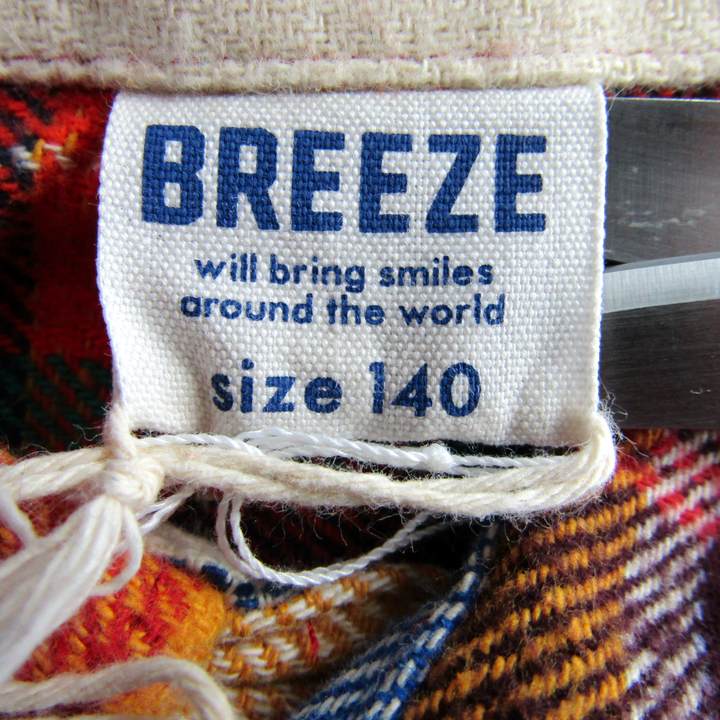 BREEZE
will bring smiles
around the world
size 140